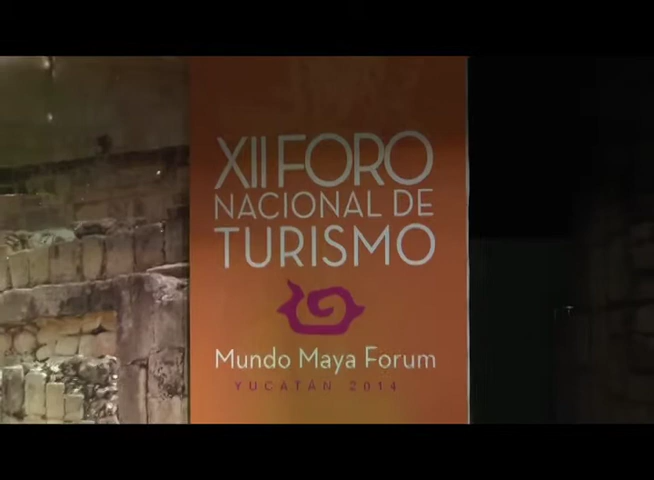 XII FORO
NACIONAL DE
TURISMO
Mundo Maya Forum
YUCATÁN 2014